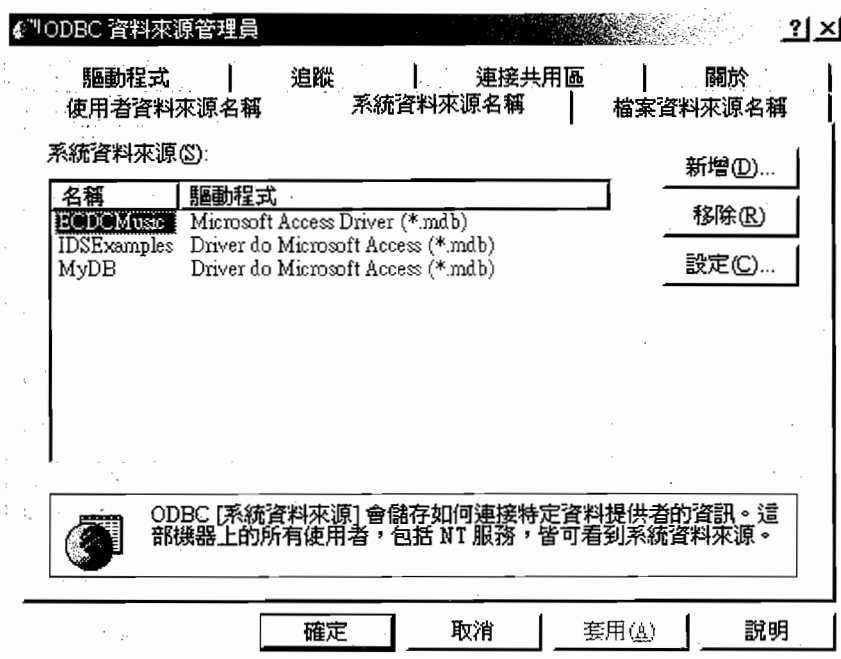 ODBC 資料來源管理員
驅動程式 追蹤 連接共用區 關於
使用者資料來源名稱 系統資料來源名稱 檔案資料來源名稱
系統資料來源(S):
新增(D)...
名稱 驅動程式
ECDCMusic Microsoft Access Driver (*.mdb)
移除(R)
IDSExamples Driver do Microsoft Access (*.mdb)
MyDB Driver do Microsoft Access (*.mdb)
設定(C)...
ODBC [系統資料來源] 會儲存如何連接特定資料提供者的資訊。這
部機器上的所有使用者，包括 NT 服務，皆可看到系統資料來源。
確定 取消 套用(A) 說明